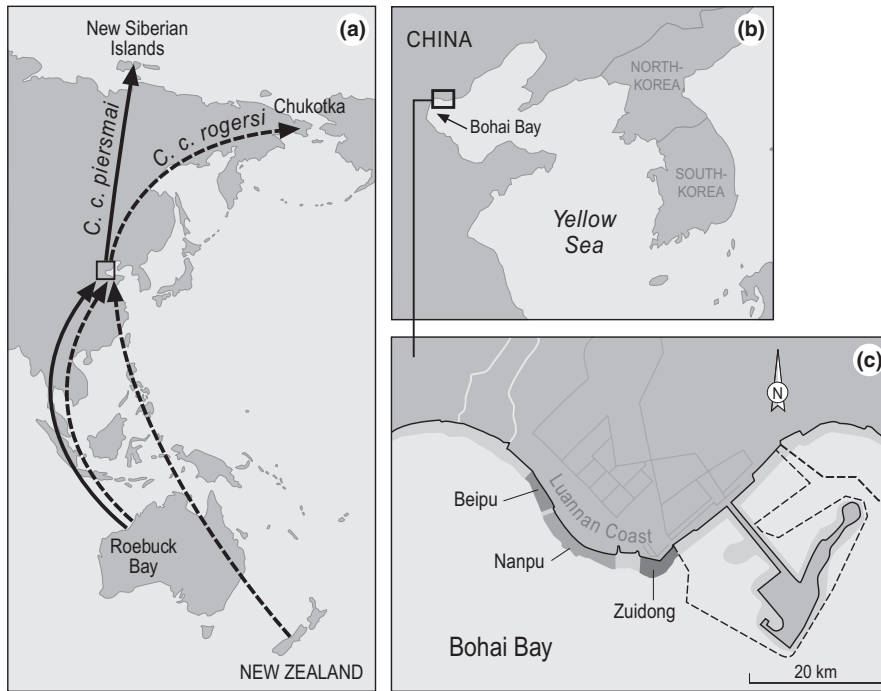 (a)
New Siberian
Islands
Chukotka
C. c. piersmai
C. c. rogersi
Roebuck
Bay
NEW ZEALAND
(b)
CHINA
NORTH-
KOREA
Bohai Bay
SOUTH-
KOREA
Yellow
Sea
(c)
N
Beipu
Luannan Coast
Nanpu
Zuidong
Bohai Bay
20 km